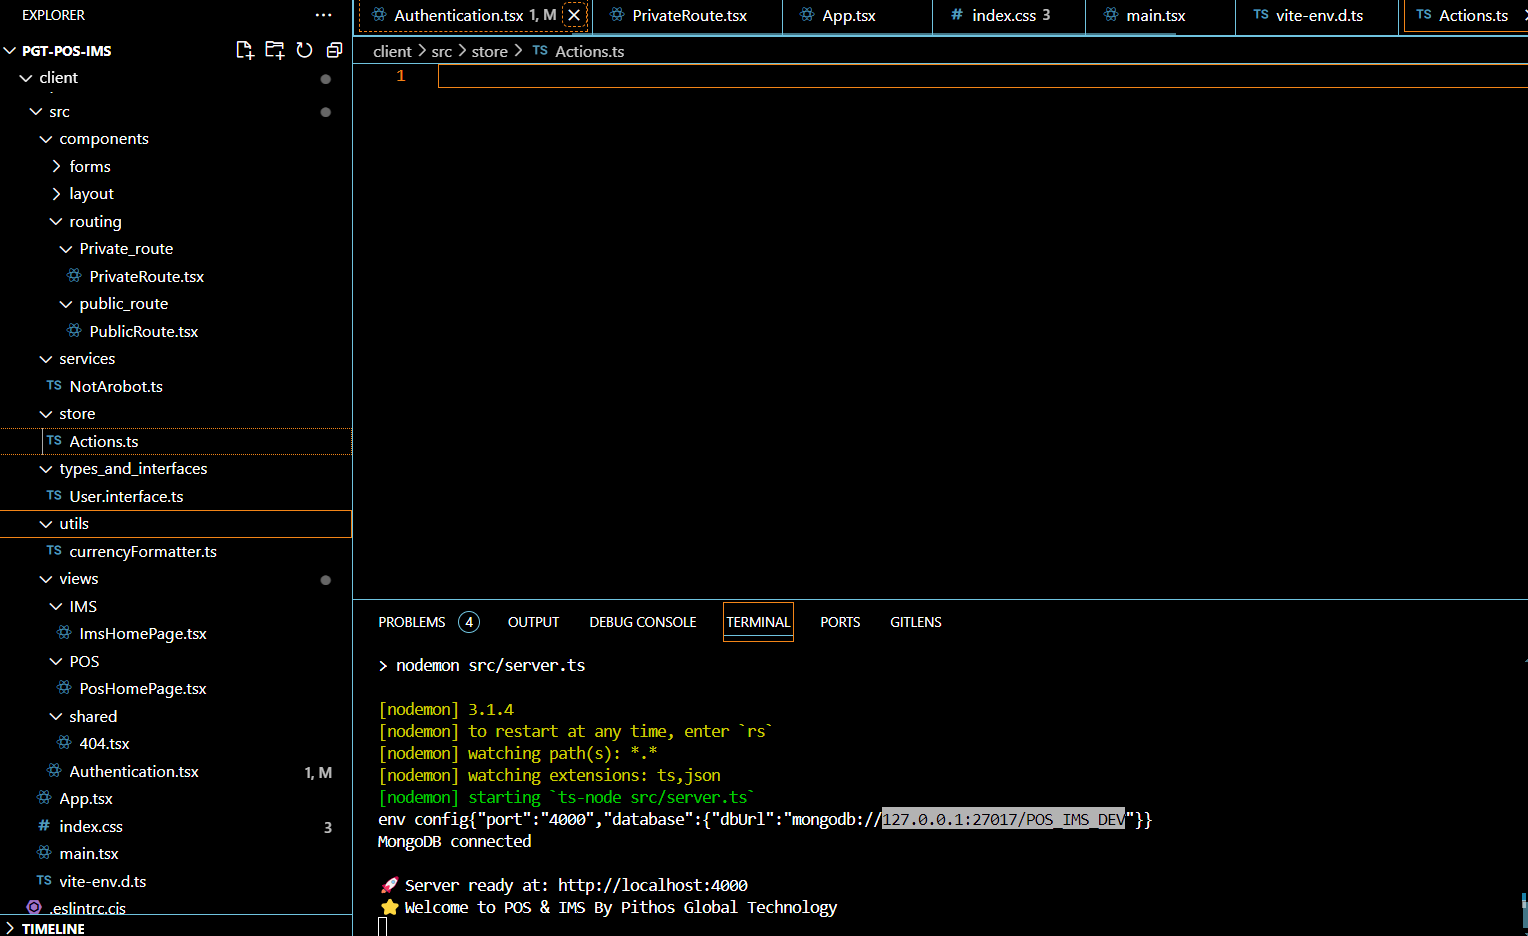 EXPLORER
PGT-POS-IMS
client
src
components
forms
layout
routing
Private_route
PrivateRoute.tsx
public_route
PublicRoute.tsx
services
TS NotArobot.ts
store
TS Actions.ts
types_and_interfaces
TS User.interface.ts
utils
TS currencyFormatter.ts
views
IMS
ImsHomePage.tsx
POS
PosHomePage.tsx
shared
404.tsx
Authentication.tsx 1, M
App.tsx
# index.css 3
main.tsx
TS vite-env.d.ts
.eslintrc.cjs
TIMELINE
Authentication.tsx 1, M
PrivateRoute.tsx
App.tsx
# index.css 3
main.tsx
TS vite-env.d.ts
TS Actions.ts
client > src > store > TS Actions.ts
1
PROBLEMS 4 OUTPUT DEBUG CONSOLE TERMINAL PORTS GITLENS
> nodemon src/server.ts
[nodemon] 3.1.4
[nodemon] to restart at any time, enter `rs`
[nodemon] watching path(s): *.*
[nodemon] watching extensions: ts,json
[nodemon] starting `ts-node src/server.ts`
env config{"port":"4000","database":{"dbUrl":"mongodb://127.0.0.1:27017/POS_IMS_DEV"}}
MongoDB connected
🚀 Server ready at: http://localhost:4000
⭐ Welcome to POS & IMS By Pithos Global Technology